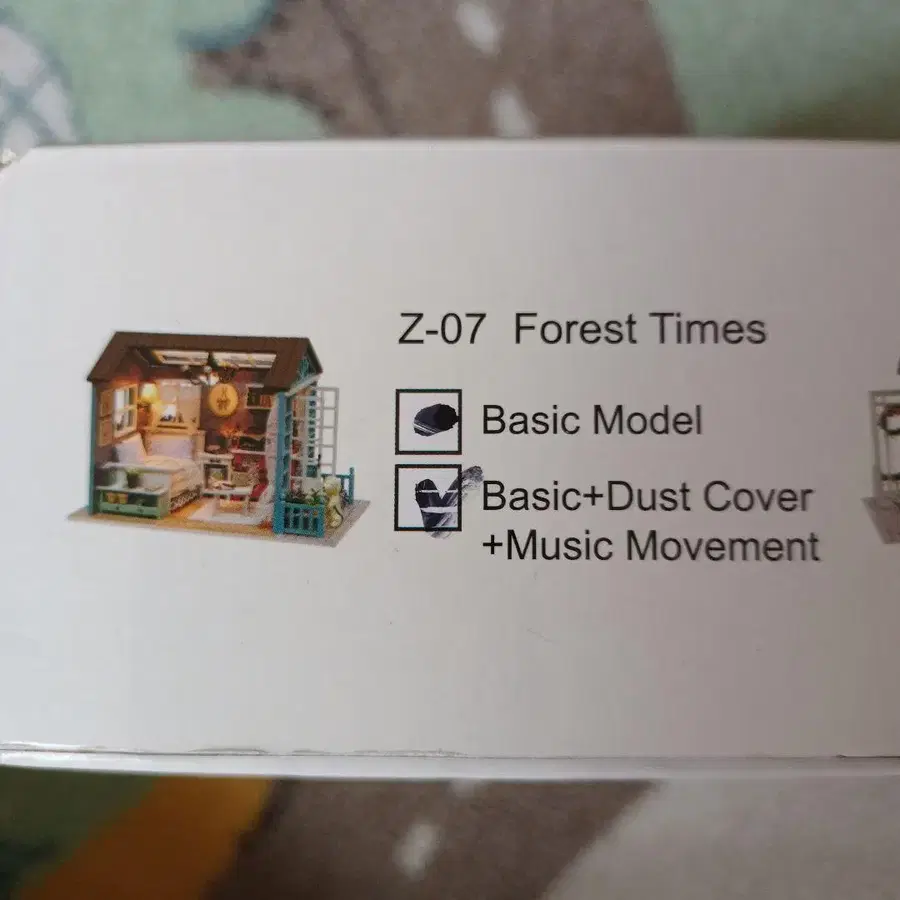 Z-07 Forest Times
Basic Model
Basic+Dust Cover
+Music Movement